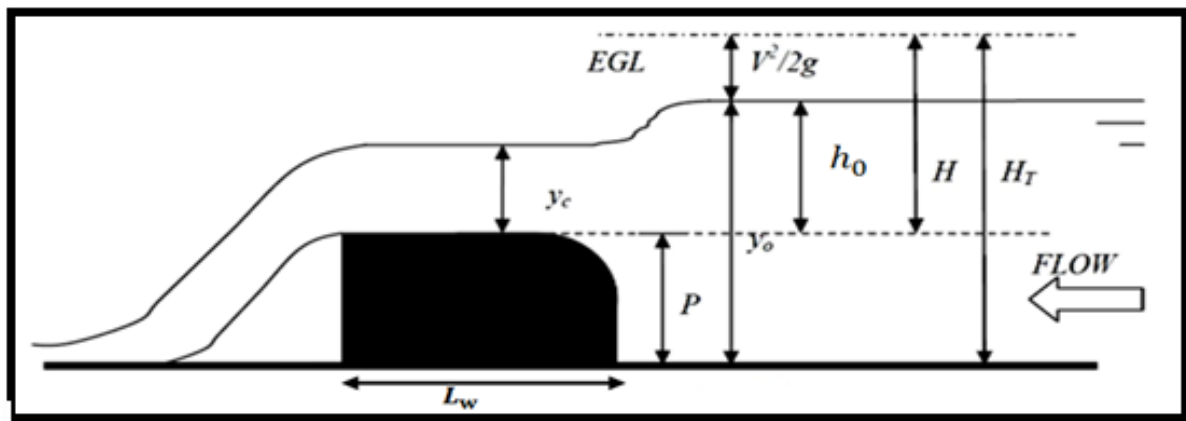 EGL
V²/2g
h₀
H
H_T
y_c
y_o
FLOW
P
L_w